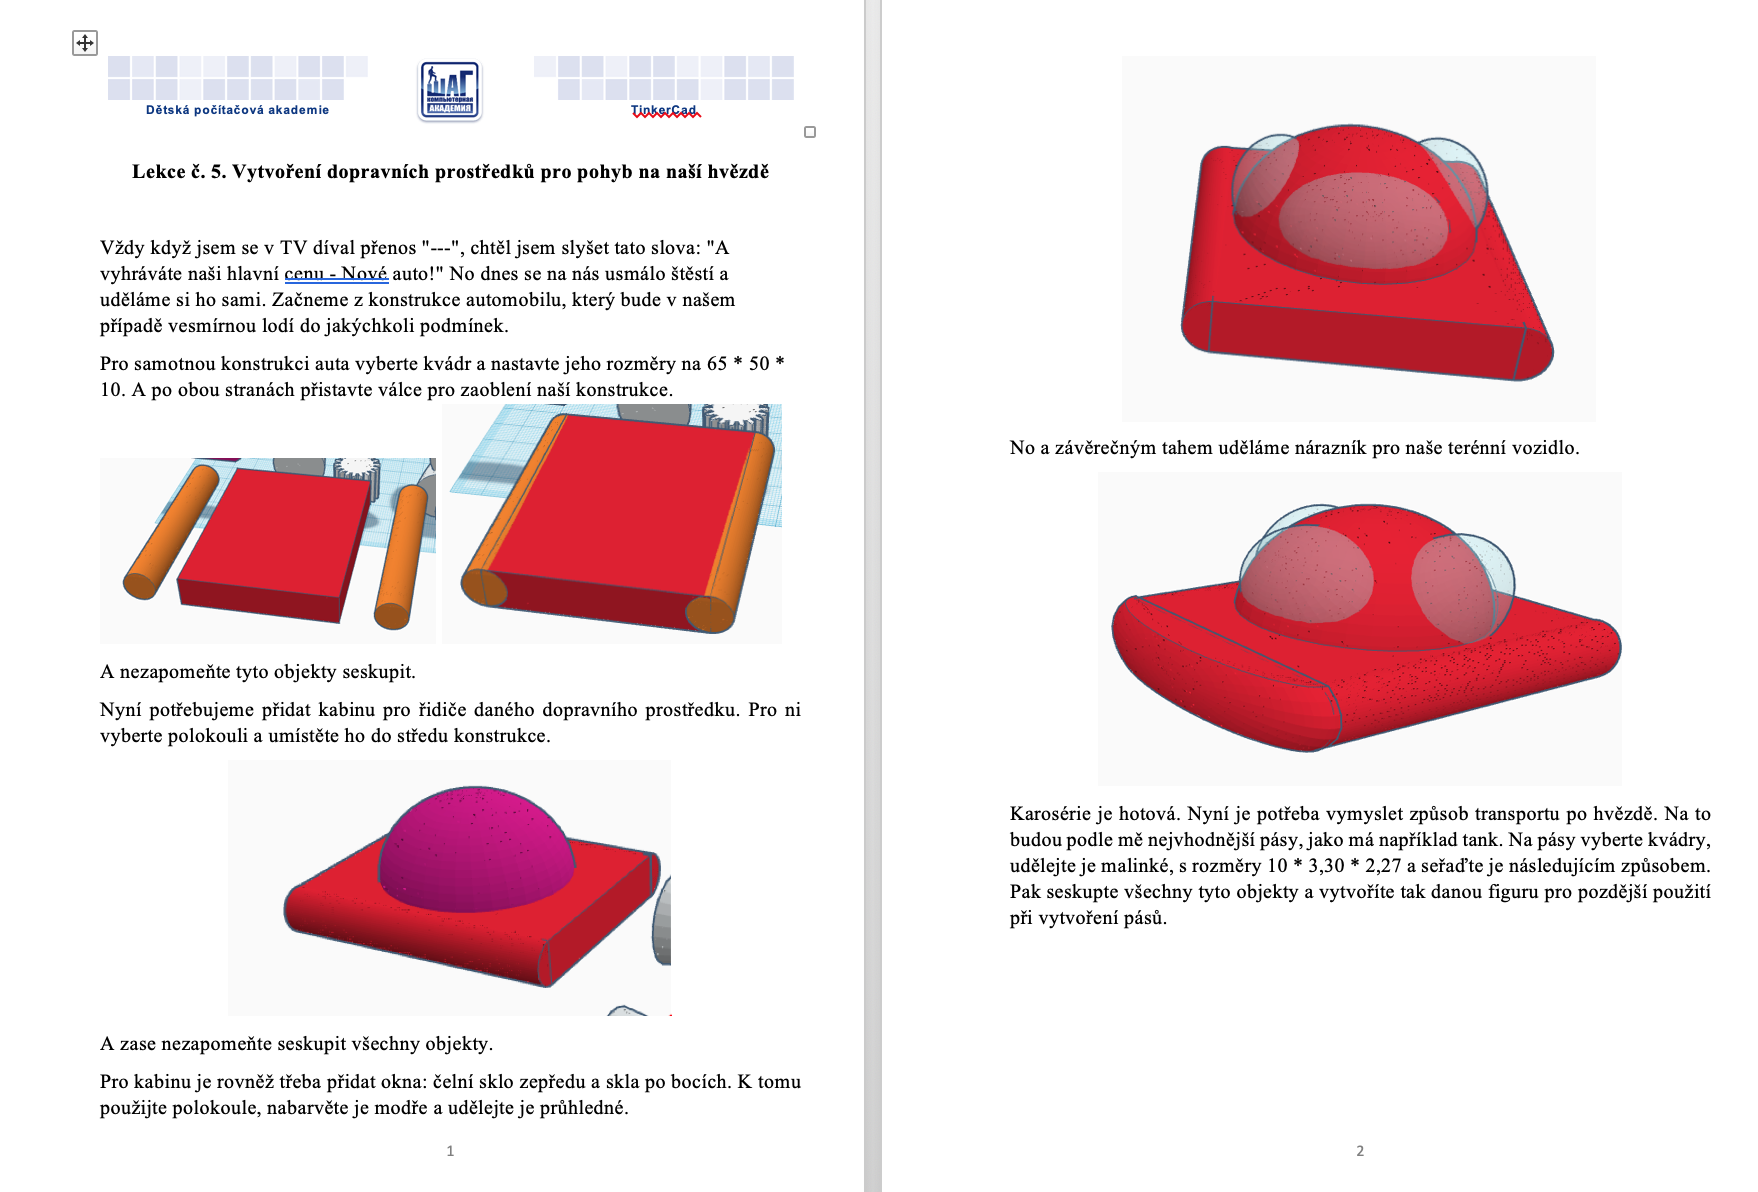 Dětská počítačová akademie
ШАГ
КОМПЬЮТЕРНАЯ
АКАДЕМИЯ
TinkerCad
Lekce č. 5. Vytvoření dopravních prostředků pro pohyb na naší hvězdě
Vždy když jsem se v TV díval přenos "---", chtěl jsem slyšet tato slova: "A
vyhráváte naši hlavní cenu - Nové auto!" No dnes se na nás usmálo štěstí a
uděláme si ho sami. Začneme z konstrukce automobilu, který bude v našem
případě vesmírnou lodí do jakýchkoli podmínek.
Pro samotnou konstrukci auta vyberte kvádr a nastavte jeho rozměry na 65 * 50 *
10. A po obou stranách přistavte válce pro zaoblení naší konstrukce.
A nezapomeňte tyto objekty seskupit.
Nyní potřebujeme přidat kabinu pro řidiče daného dopravního prostředku. Pro ni
vyberte polokouli a umístěte ho do středu konstrukce.
A zase nezapomeňte seskupit všechny objekty.
Pro kabinu je rovněž třeba přidat okna: čelní sklo zepředu a skla po bocích. K tomu
použijte polokoule, nabarvěte je modře a udělejte je průhledné.
1
No a závěrečným tahem uděláme nárazník pro naše terénní vozidlo.
Karosérie je hotová. Nyní je potřeba vymyslet způsob transportu po hvězdě. Na to
budou podle mě nejvhodnější pásy, jako má například tank. Na pásy vyberte kvádry,
udělejte je malinké, s rozměry 10 * 3,30 * 2,27 a seřaďte je následujícím způsobem.
Pak seskupte všechny tyto objekty a vytvoříte tak danou figuru pro pozdější použití
při vytvoření pásů.
2